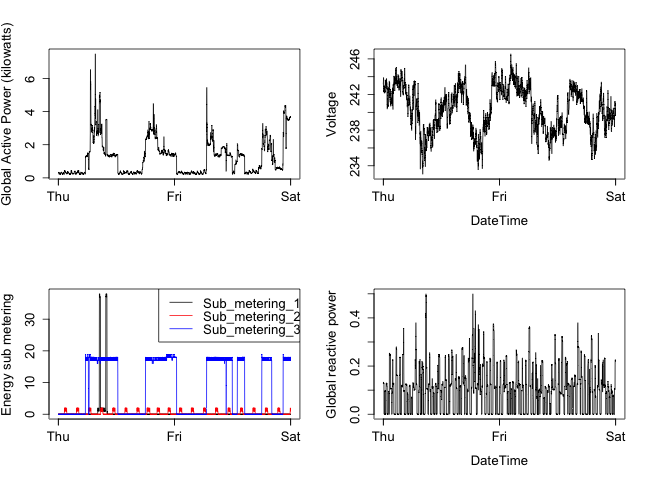 Global Active Power (kilowatts)
0 2 4 6
Thu Fri Sat
Voltage
234 238 242 246
Thu Fri Sat
DateTime
Energy sub metering
0 10 20 30
Sub_metering_1
Sub_metering_2
Sub_metering_3
Thu Fri Sat
Global reactive power
0.0 0.2 0.4
Thu Fri Sat
DateTime